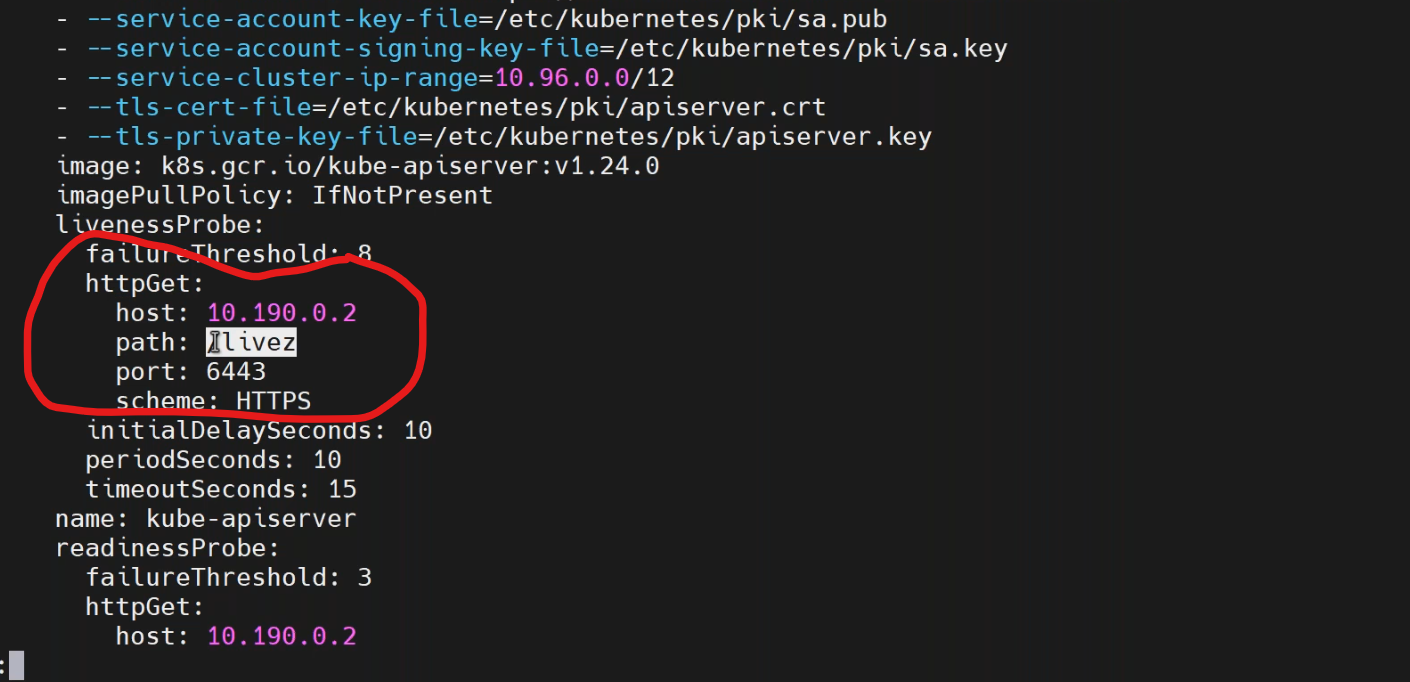 - --service-account-key-file=/etc/kubernetes/pki/sa.pub
- --service-account-signing-key-file=/etc/kubernetes/pki/sa.key
- --service-cluster-ip-range=10.96.0.0/12
- --tls-cert-file=/etc/kubernetes/pki/apiserver.crt
- --tls-private-key-file=/etc/kubernetes/pki/apiserver.key
image: k8s.gcr.io/kube-apiserver:v1.24.0
imagePullPolicy: IfNotPresent
livenessProbe:
  failureThreshold: 8
  httpGet:
    host: 10.190.0.2
    path: /livez
    port: 6443
    scheme: HTTPS
  initialDelaySeconds: 10
  periodSeconds: 10
  timeoutSeconds: 15
name: kube-apiserver
readinessProbe:
  failureThreshold: 3
  httpGet:
    host: 10.190.0.2
: